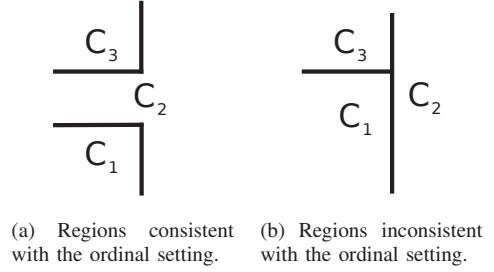 C3
C2
C1
C3
C1
C2
(a) Regions consistent
with the ordinal setting.
(b) Regions inconsistent
with the ordinal setting.